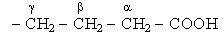 γ β α
– CH₂ – CH₂ – CH₂ – COOH